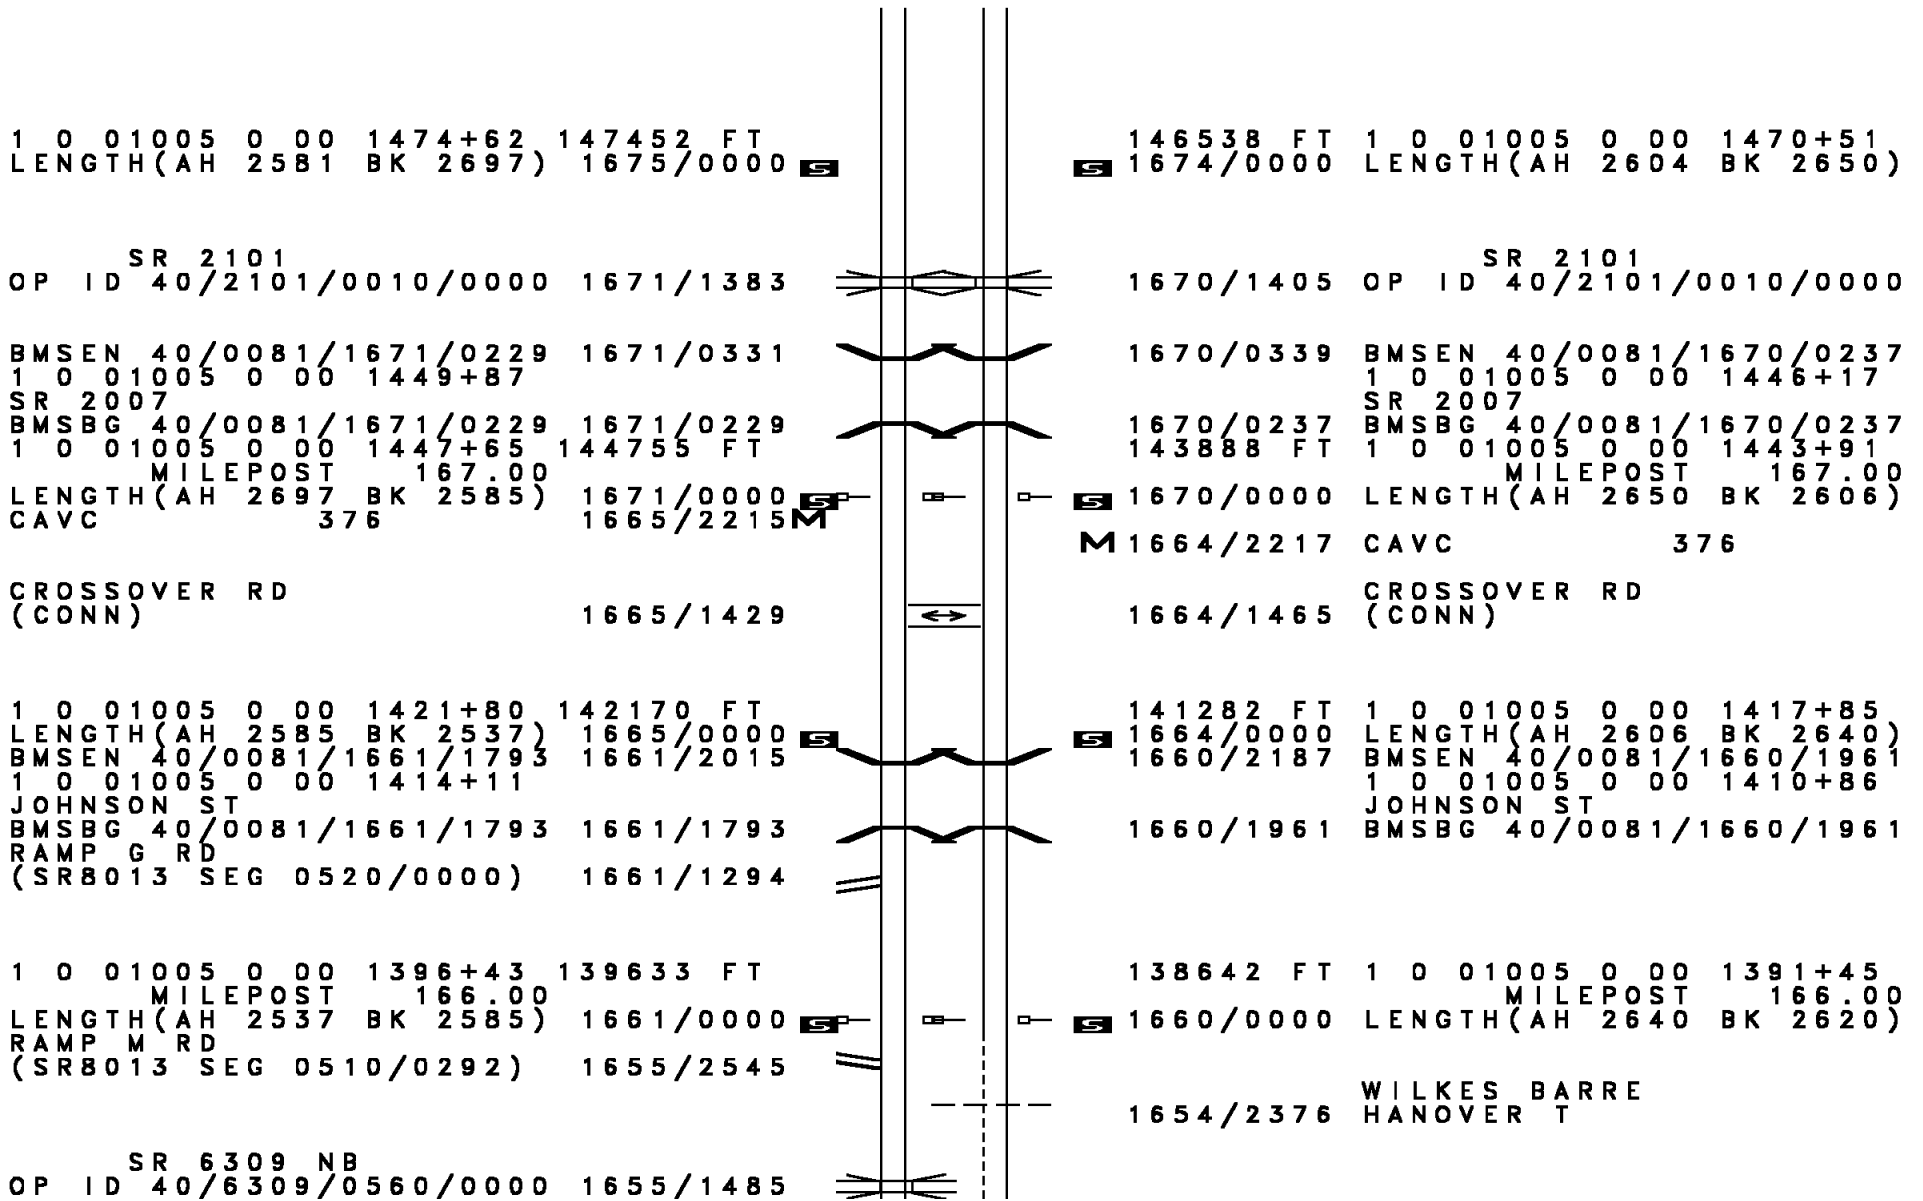 1 0 01005 0 00 1474+62 147452 FT 146538 FT 1 0 01005 0 00 1470+51
LENGTH(AH 2581 BK 2697) 1675/0000 S S 1674/0000 LENGTH(AH 2604 BK 2650)
SR 2101 SR 2101
OP ID 40/2101/0010/0000 1671/1383 1670/1405 OP ID 40/2101/0010/0000
BMSEN 40/0081/1671/0229 1671/0331 1670/0339 BMSEN 40/0081/1670/0237
1 0 01005 0 00 1449+87 1 0 01005 0 00 1446+17
SR 2007 SR 2007
BMSBG 40/0081/1671/0229 1671/0229 1670/0237 BMSBG 40/0081/1670/0237
1 0 01005 0 00 1447+65 144755 FT 143888 FT 1 0 01005 0 00 1443+91
MILEPOST 167.00 MILEPOST 167.00
LENGTH(AH 2697 BK 2585) 1671/0000 S S 1670/0000 LENGTH(AH 2650 BK 2606)
CAVC 376 1665/2215 M
M 1664/2217 CAVC 376
CROSSOVER RD CROSSOVER RD
(CONN) 1665/1429 1664/1465 (CONN)
1 0 01005 0 00 1421+80 142170 FT 141282 FT 1 0 01005 0 00 1417+85
LENGTH(AH 2585 BK 2537) 1665/0000 S S 1664/0000 LENGTH(AH 2606 BK 2640)
BMSEN 40/0081/1661/1793 1661/2015 1660/2187 BMSEN 40/0081/1660/1961
1 0 01005 0 00 1414+11 1 0 01005 0 00 1410+86
JOHNSON ST JOHNSON ST
BMSBG 40/0081/1661/1793 1661/1793 1660/1961 BMSBG 40/0081/1660/1961
RAMP G RD
(SR8013 SEG 0520/0000) 1661/1294
1 0 01005 0 00 1396+43 139633 FT 138642 FT 1 0 01005 0 00 1391+45
MILEPOST 166.00 MILEPOST 166.00
LENGTH(AH 2537 BK 2585) 1661/0000 S S 1660/0000 LENGTH(AH 2640 BK 2620)
RAMP M RD
(SR8013 SEG 0510/0292) 1655/2545
WILKES BARRE
1654/2376 HANOVER T
SR 6309 NB
OP ID 40/6309/0560/0000 1655/1485